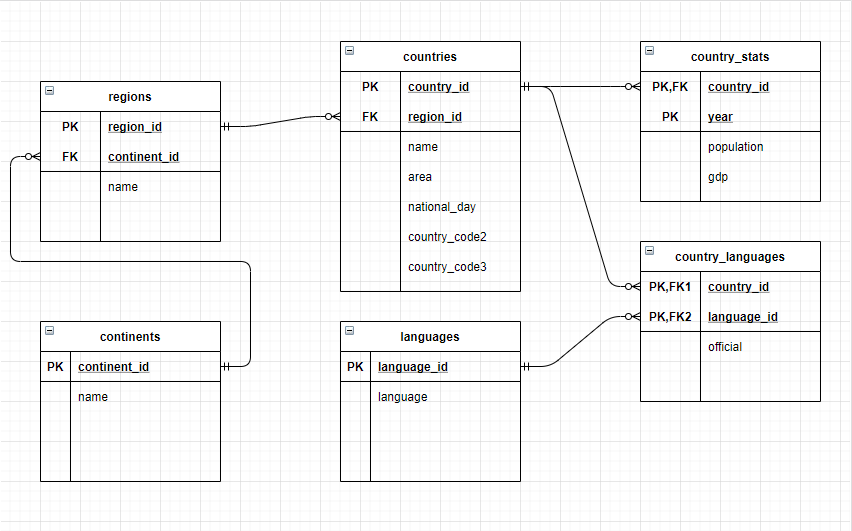 regions
PK region_id
FK continent_id
name
countries
PK country_id
FK region_id
name
area
national_day
country_code2
country_code3
country_stats
PK,FK country_id
PK year
population
gdp
country_languages
PK,FK1 country_id
PK,FK2 language_id
official
continents
PK continent_id
name
languages
PK language_id
language